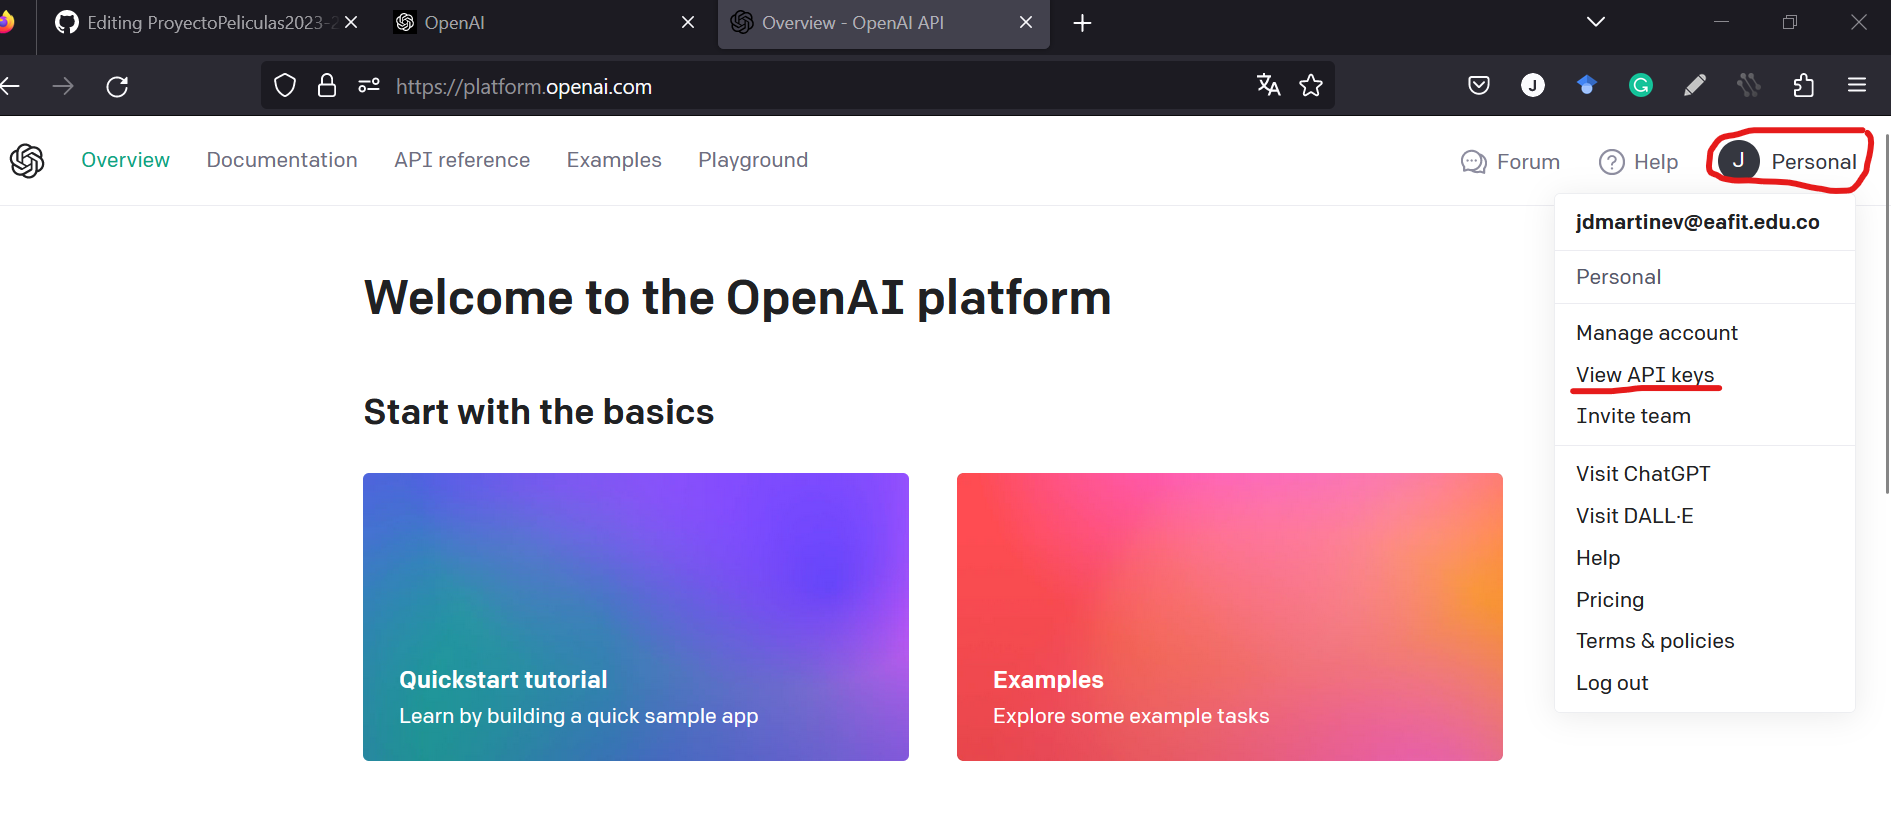 Editing ProyectoPeliculas2023-2
OpenAI
Overview - OpenAI API
https://platform.openai.com
J
G
Overview
Documentation
API reference
Examples
Playground
Forum
? Help
J Personal
jdmartinev@eafit.edu.co
Personal
Manage account
View API keys
Invite team
Visit ChatGPT
Visit DALL·E
Help
Pricing
Terms & policies
Log out
Welcome to the OpenAI platform
Start with the basics
Quickstart tutorial
Learn by building a quick sample app
Examples
Explore some example tasks